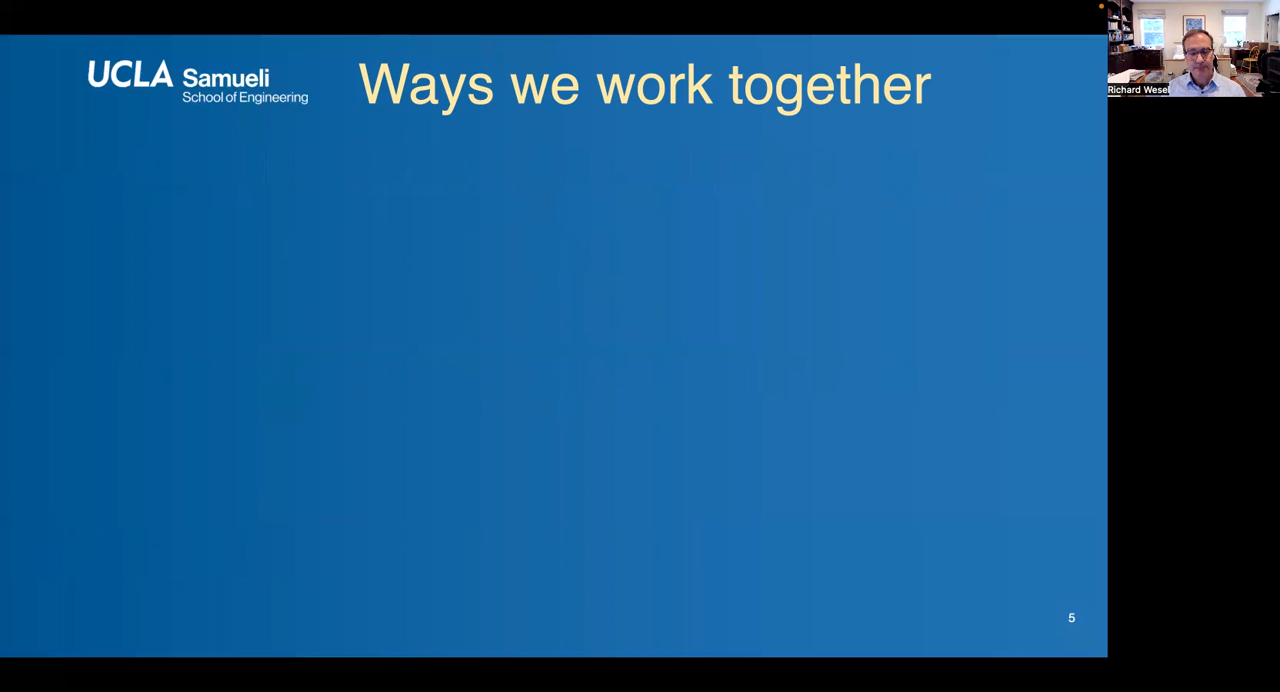 UCLA Samueli
School of Engineering
Ways we work together
Richard Wesel
5